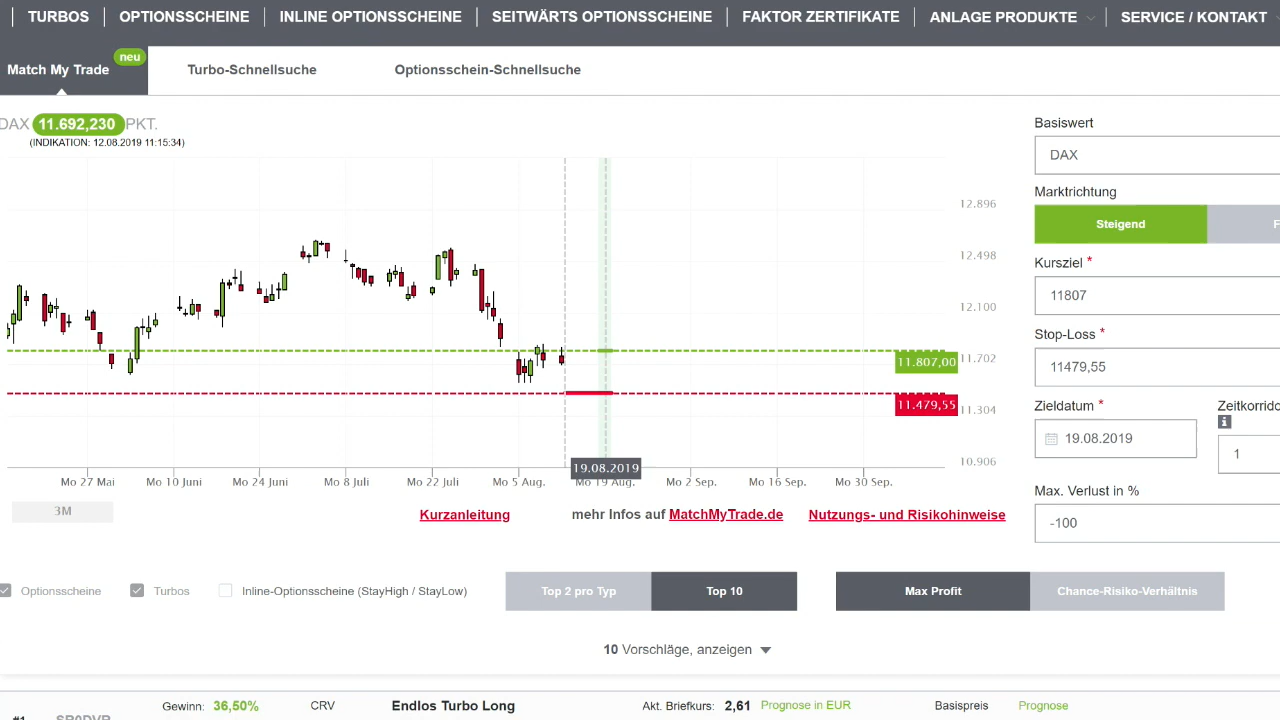 TURBOS OPTIONSSCHEINE INLINE OPTIONSSCHEINE SEITWÄRTS OPTIONSSCHEINE FAKTOR ZERTIFIKATE ANLAGE PRODUKTE SERVICE / KONTAKT
neu
Match My Trade Turbo-Schnellsuche Optionsschein-Schnellsuche
DAX 11.692,230 PKT.
(INDIKATION: 12.08.2019 11:15:34)
Basiswert
DAX
Marktrichtung
Steigend F
Kursziel *
11807
Stop-Loss *
11479,55
Zieldatum * Zeitkorrido
19.08.2019
1
Max. Verlust in %
-100
12.896
12.498
12.100
11.807,00 11.702
11.479,55 11.304
10.906
19.08.2019
Mo 27 Mai Mo 10 Juni Mo 24 Juni Mo 8 Juli Mo 22 Juli Mo 5 Aug. Mo 19 Aug. Mo 2 Sep. Mo 16 Sep. Mo 30 Sep.
3M
Kurzanleitung mehr Infos auf MatchMyTrade.de Nutzungs- und Risikohinweise
Optionsscheine Turbos Inline-Optionsscheine (StayHigh / StayLow) Top 2 pro Typ Top 10 Max Profit Chance-Risiko-Verhältnis
10 Vorschläge, anzeigen
Gewinn: 36,50% CRV Endlos Turbo Long Akt. Briefkurs: 2,61 Prognose in EUR Basispreis Prognose